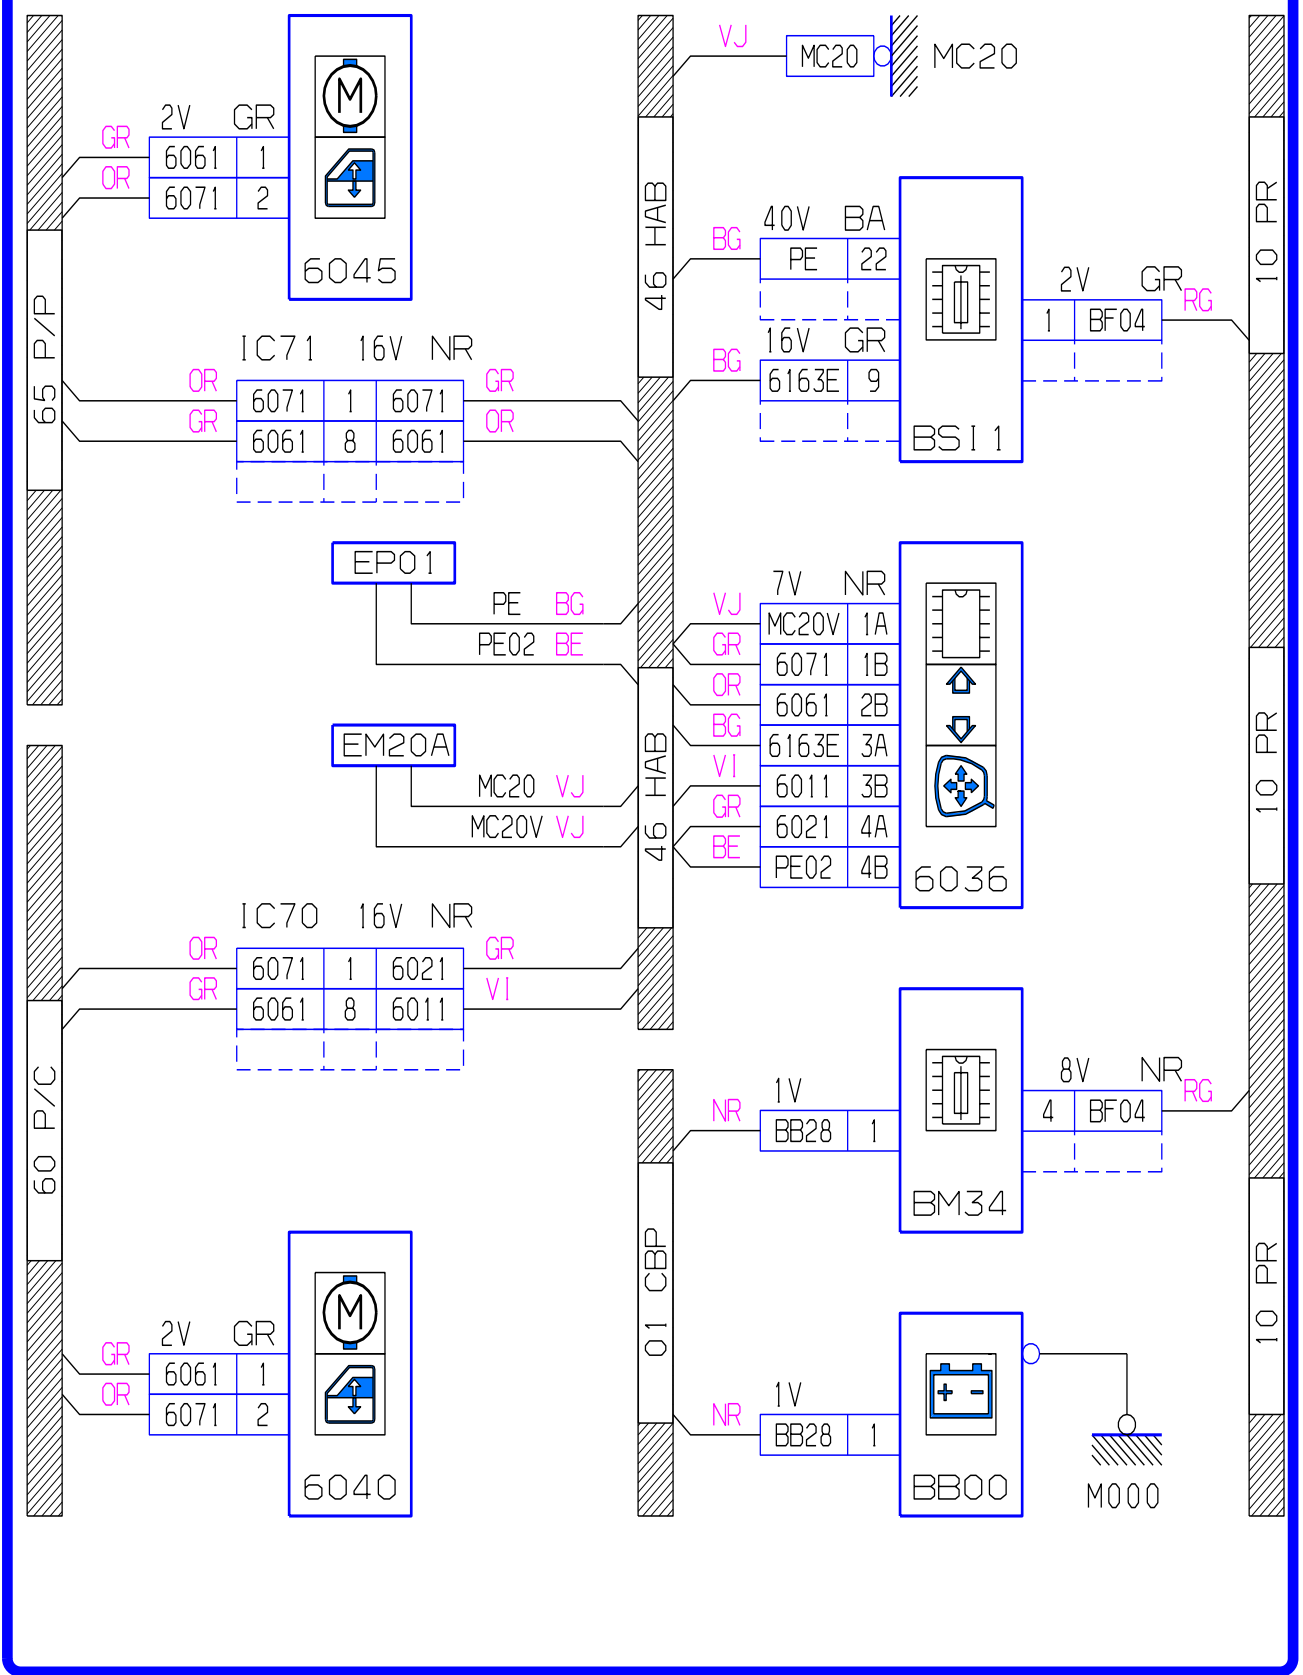 2V GR
GR 6061 1
OR 6071 2
6045
65 P/P
IC71 16V NR
OR 6071 1 6071 GR
GR 6061 8 6061 OR
EP01
PE BG
PE02 BE
EM20A
MC20 VJ
MC20V VJ
IC70 16V NR
OR 6071 1 6021 GR
GR 6061 8 6011 VI
60 P/C
2V GR
GR 6061 1
OR 6071 2
6040
VJ MC20 MC20
46 HAB
40V BA
BG PE 22
16V GR
BG 6163E 9
BSI1
2V GR
1 BF04 RG
10 PR
7V NR
VJ MC20V 1A
GR 6071 1B
OR 6061 2B
BG 6163E 3A
VI 6011 3B
GR 6021 4A
BE PE02 4B
6036
46 HAB
10 PR
1V
NR BB28 1
BM34
8V NR
4 BF04 RG
01 CBP
10 PR
1V
NR BB28 1
BB00
M000
M
M
+ -